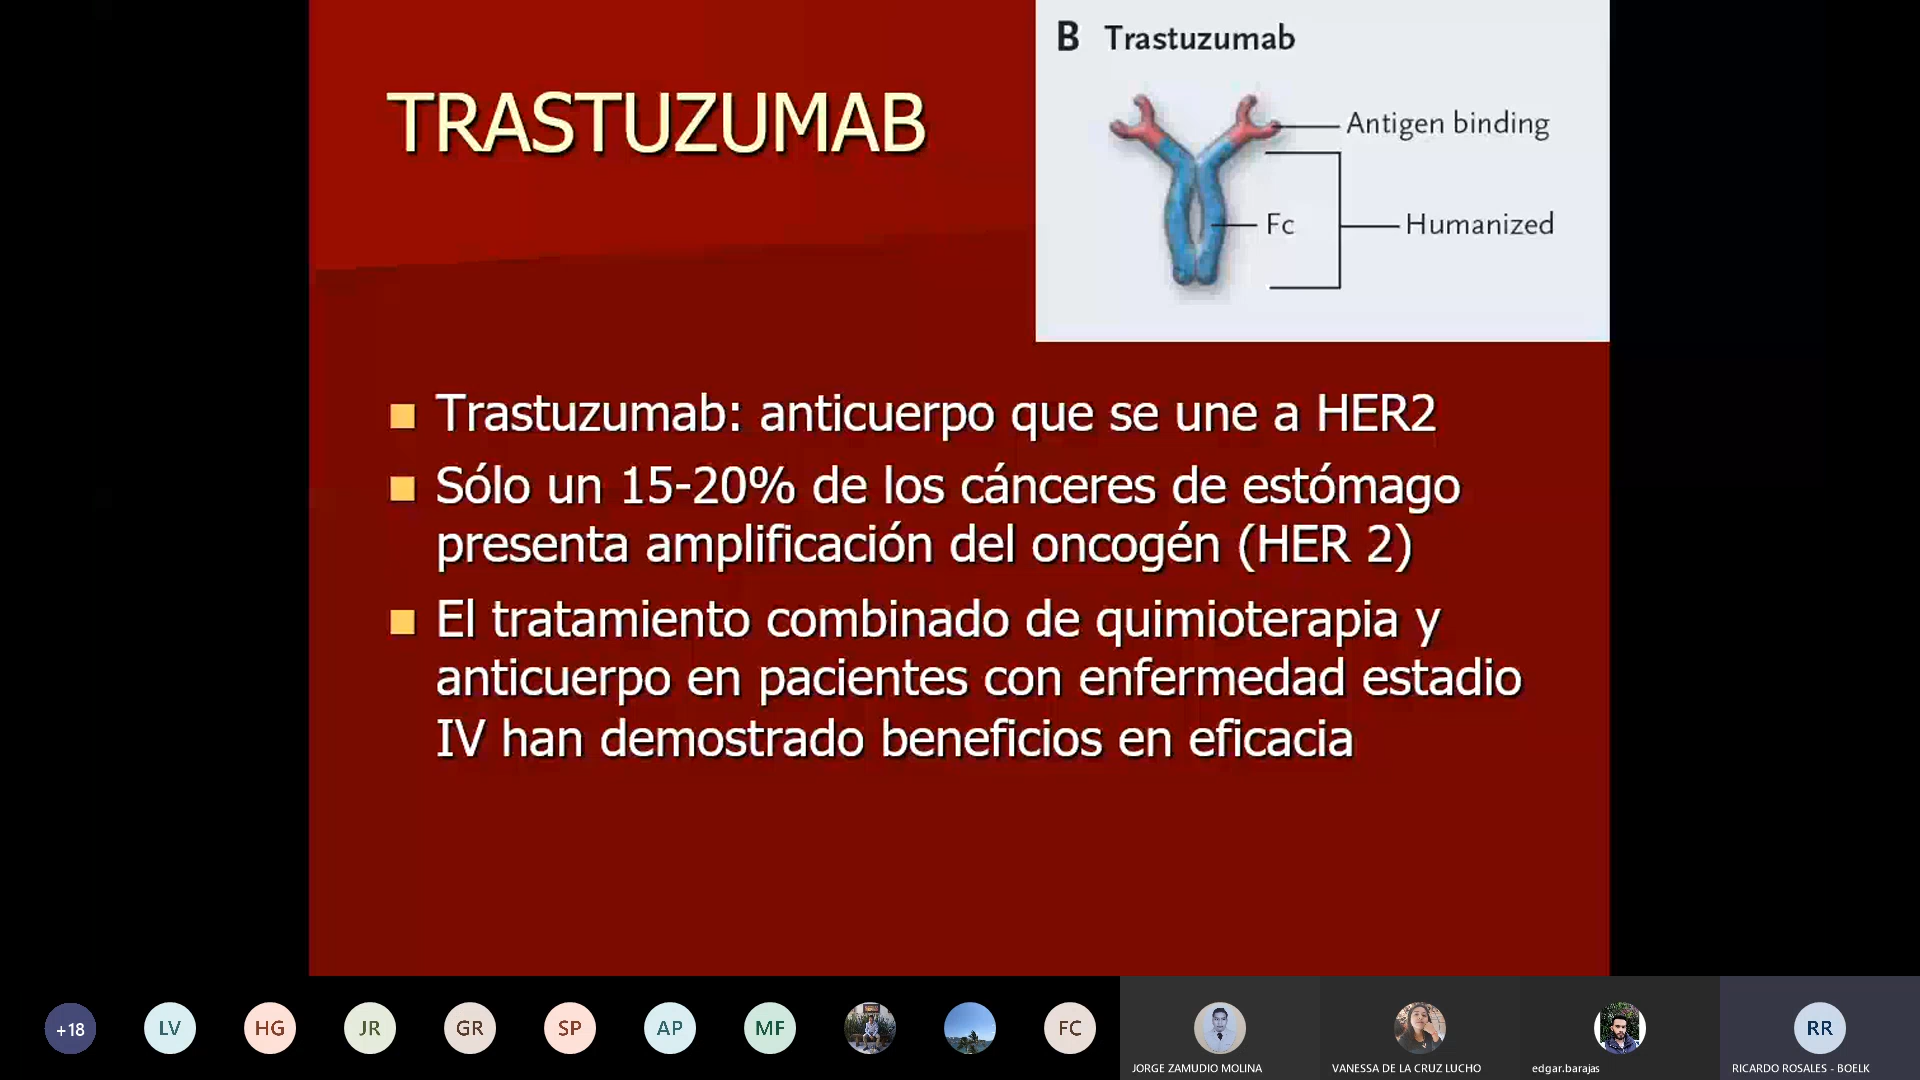 B Trastuzumab
TRASTUZUMAB
Antigen binding
Fc
Humanized
Trastuzumab: anticuerpo que se une a HER2
Sólo un 15-20% de los cánceres de estómago
presenta amplificación del oncogén (HER 2)
El tratamiento combinado de quimioterapia y
anticuerpo en pacientes con enfermedad estadio
IV han demostrado beneficios en eficacia
+18
LV
HG
JR
GR
SP
AP
MF
FC
RR
JORGE ZAMUDIO MOLINA
VANESSA DE LA CRUZ LUCHO
edgar.barajas
RICARDO ROSALES - BOELK